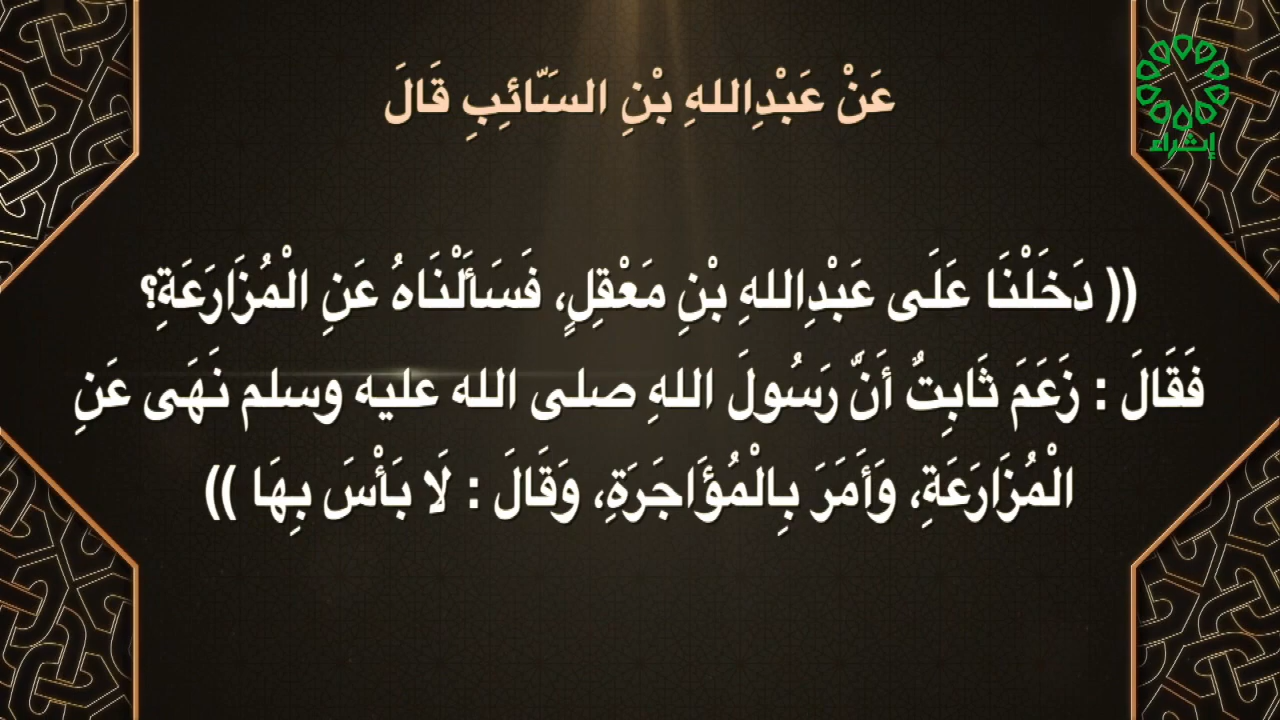 عَنْ عَبْدِاللهِ بْنِ السَّائِبِ قَالَ
إثراء
(( دَخَلْنَا عَلَى عَبْدِاللهِ بْنِ مَعْقِلٍ، فَسَأَلْنَاهُ عَنِ الْمُزَارَعَةِ؟
فَقَالَ : زَعَمَ ثَابِتٌ أَنَّ رَسُولَ اللهِ صلى الله عليه وسلم نَهَى عَنِ
الْمُزَارَعَةِ، وَأَمَرَ بِالْمُؤَاجَرَةِ، وَقَالَ : لَا بَأْسَ بِهَا ))